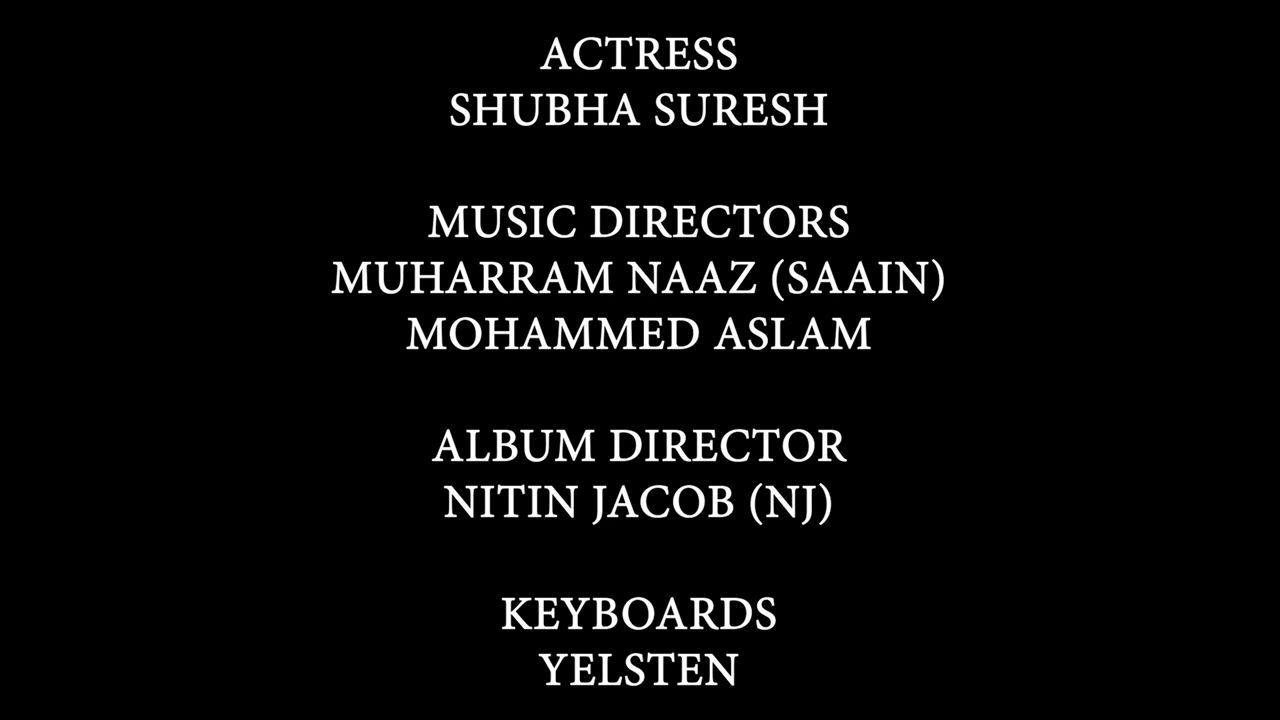 ACTRESS
SHUBHA SURESH
MUSIC DIRECTORS
MUHARRAM NAAZ (SAAIN)
MOHAMMED ASLAM
ALBUM DIRECTOR
NITIN JACOB (NJ)
KEYBOARDS
YELSTEN